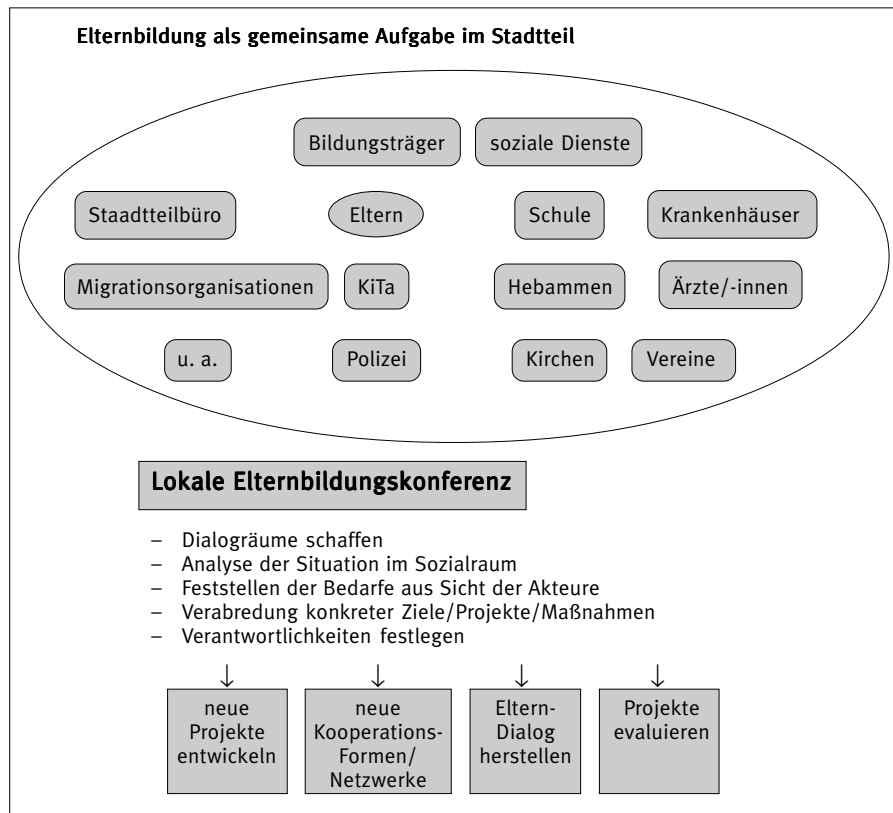 Elternbildung als gemeinsame Aufgabe im Stadtteil
Bildungsträger soziale Dienste
Staadtteilbüro Eltern Schule Krankenhäuser
Migrationsorganisationen KiTa Hebammen Ärzte/-innen
u. a. Polizei Kirchen Vereine
Lokale Elternbildungskonferenz
– Dialogräume schaffen
– Analyse der Situation im Sozialraum
– Feststellen der Bedarfe aus Sicht der Akteure
– Verabredung konkreter Ziele/Projekte/Maßnahmen
– Verantwortlichkeiten festlegen
neue
Projekte
entwickeln
neue
Kooperations-
Formen/
Netzwerke
Eltern-
Dialog
herstellen
Projekte
evaluieren